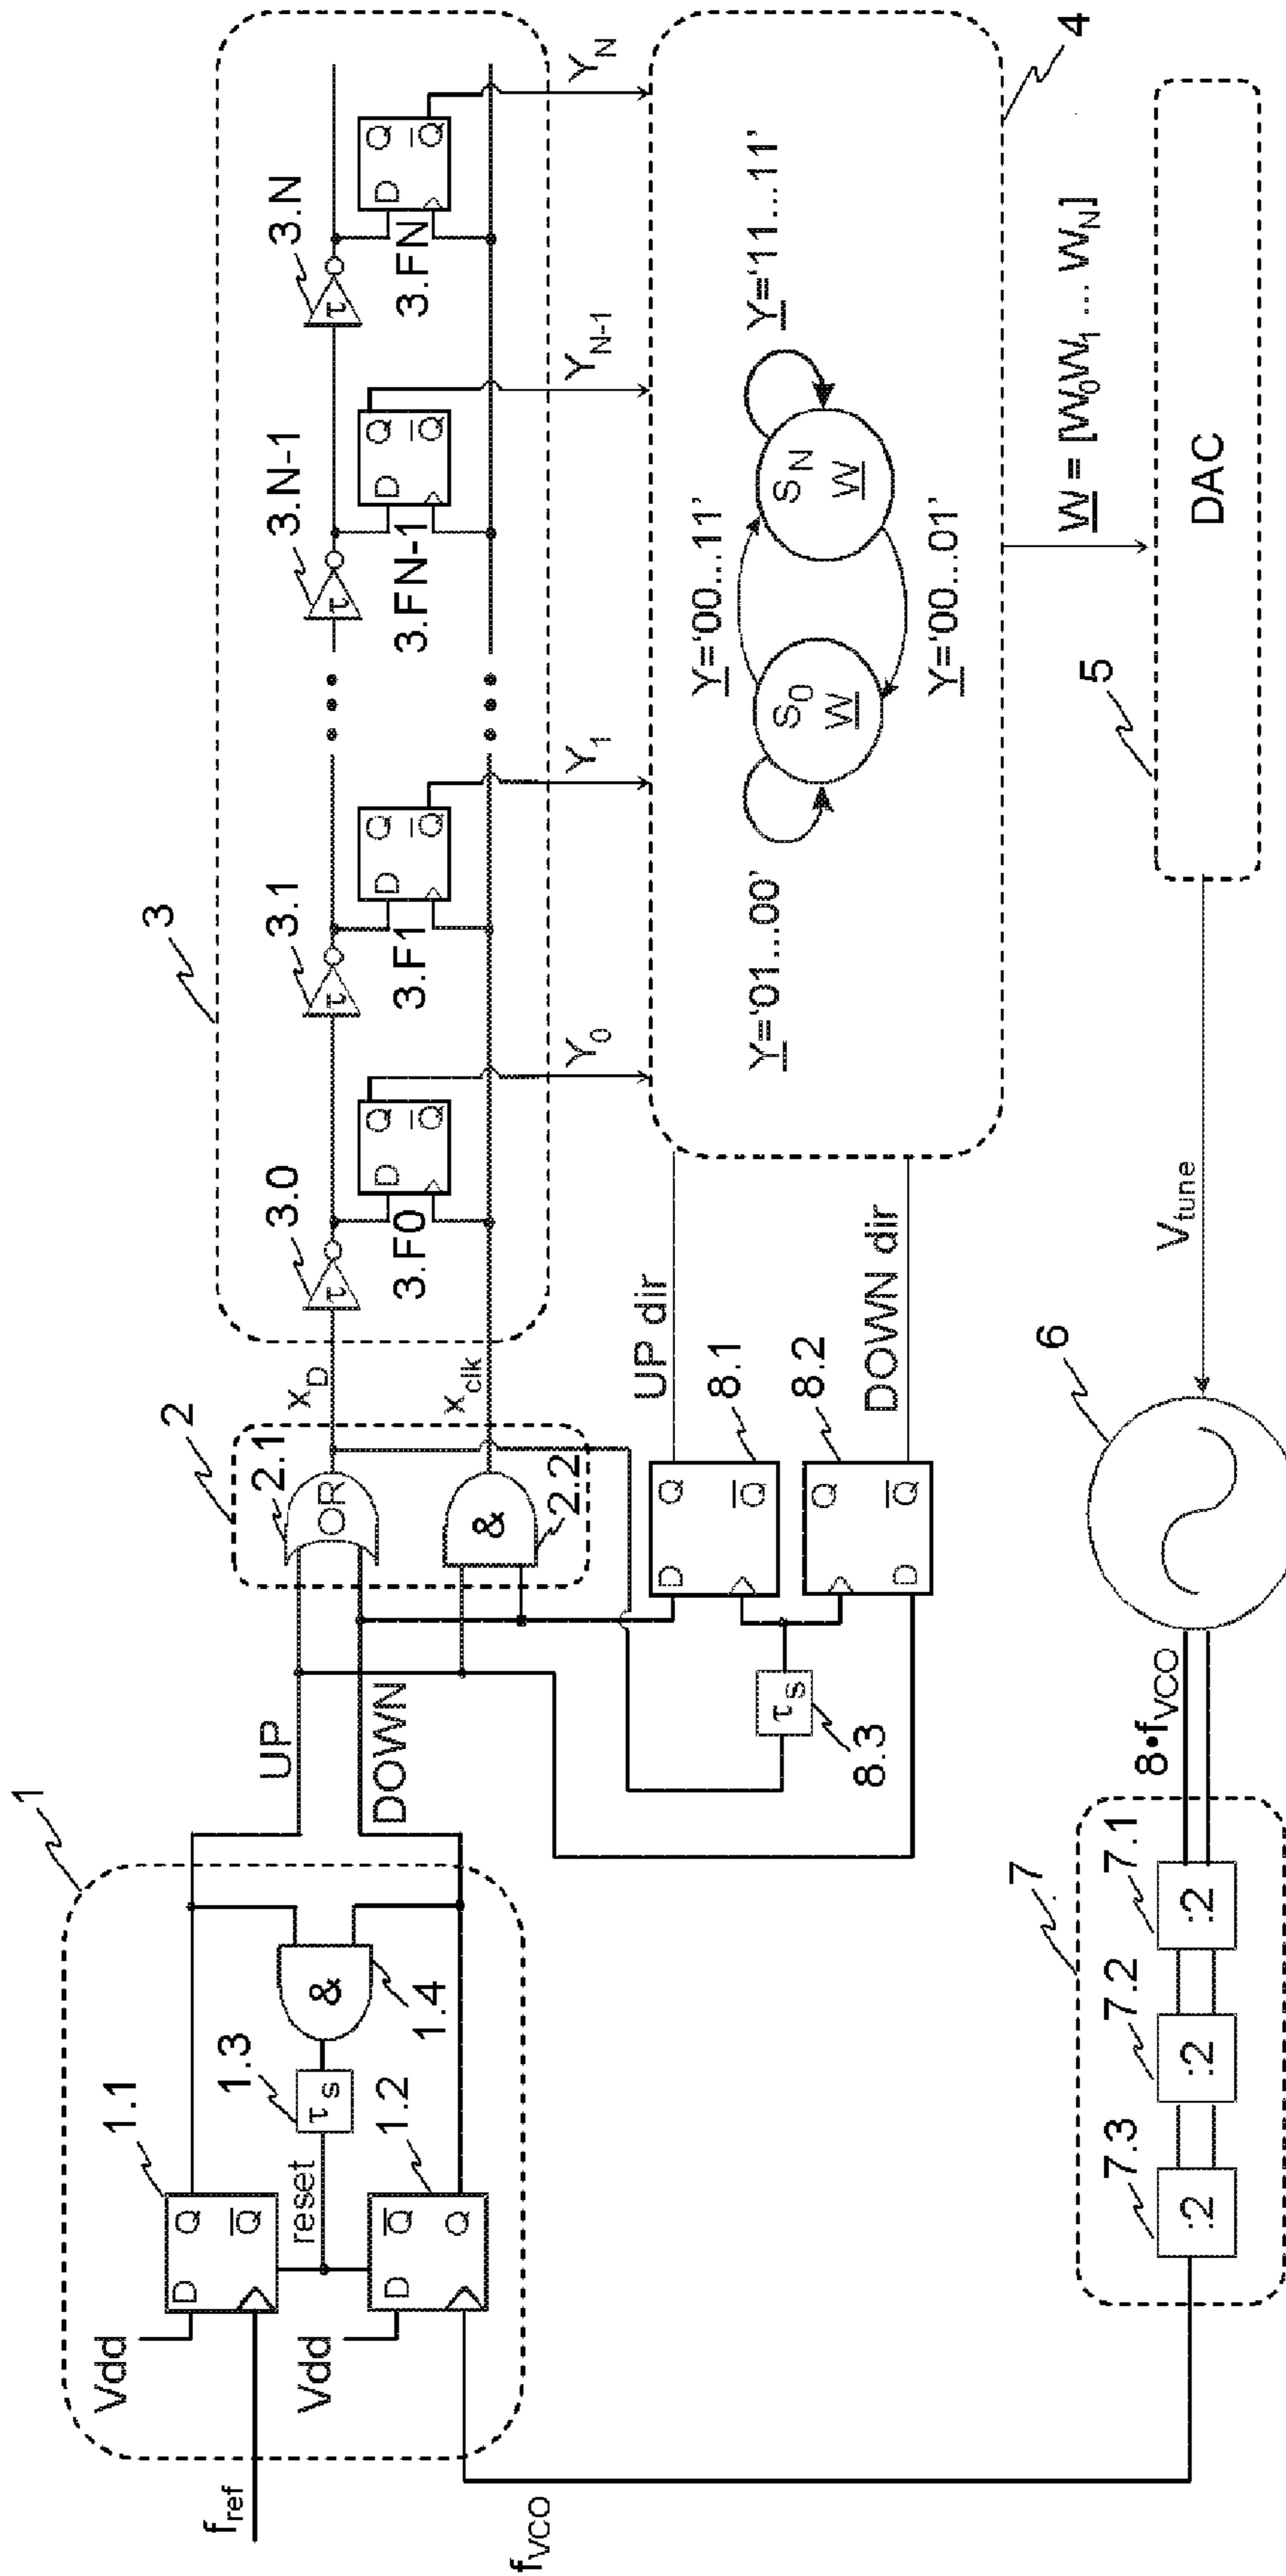 1
f_ref
Vdd
D
Q
Q̅
1.1
reset
τ_s
1.3
&
1.4
Vdd
D
Q̅
Q
1.2
f_VCO
UP
DOWN
2
OR
2.1
&
2.2
x_D
x_clk
3
3.0
τ
D
Q
Q̅
3.F0
Y_0
3.1
τ
D
Q
Q̅
3.F1
Y_1
3.N-1
τ
D
Q
Q̅
3.FN-1
Y_N-1
3.N
τ
D
Q
Q̅
3.FN
Y_N
τ_s
8.3
D
Q
Q̅
8.1
Q
Q̅
D
8.2
UP dir
DOWN dir
4
Y='01...00'
S_0
W
Y='00...11'
Y='00...01'
S_N
W
Y='11...11'
W = [W_0W_1 ... W_N]
5
DAC
V_tune
6
8•f_VCO
7
7.3
:2
7.2
:2
7.1
:2